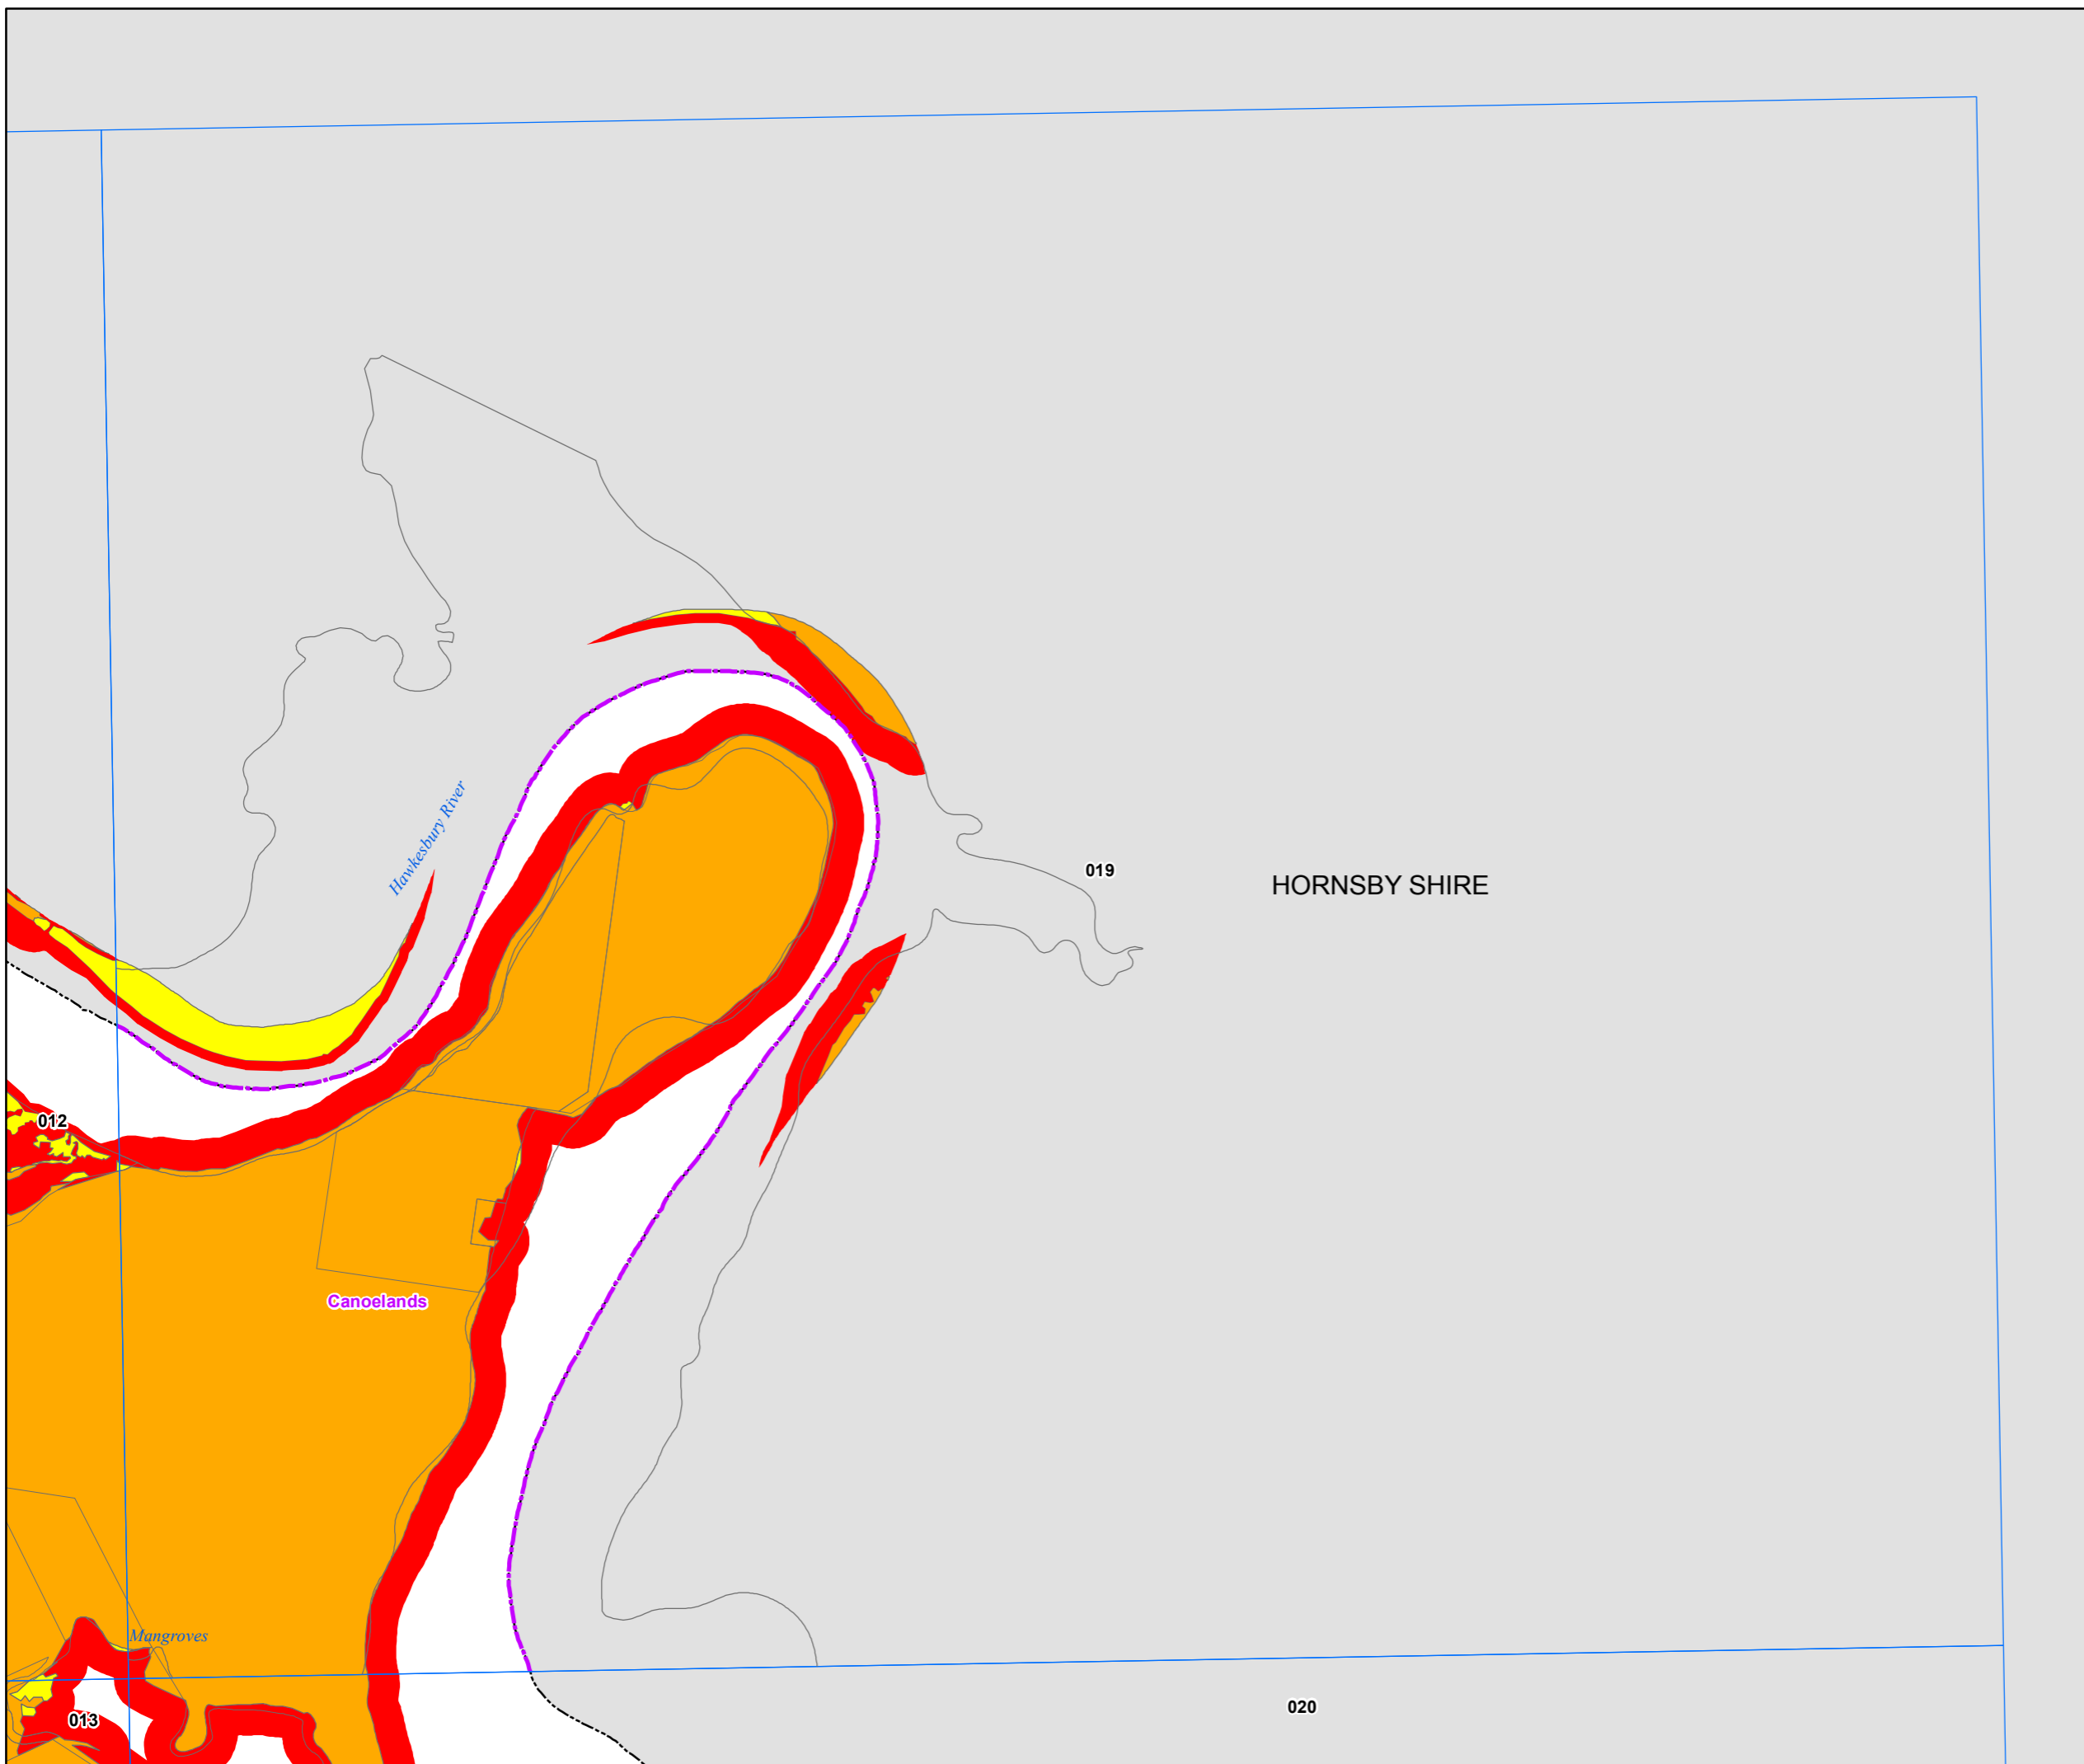 Hawkesbury River
019
HORNSBY SHIRE
012
Canoelands
Mangroves
013
020